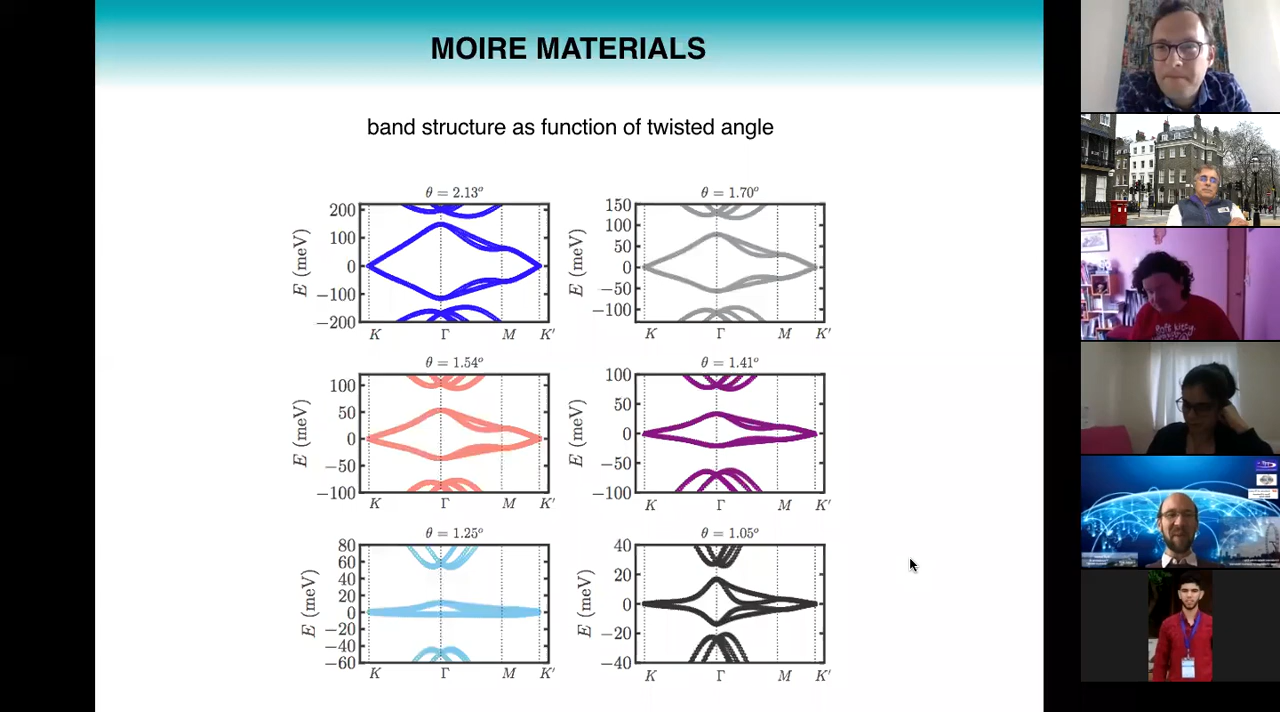 MOIRE MATERIALS
band structure as function of twisted angle
θ = 2.13°
200
100
0
−100
−200
E (meV)
K Γ M K′
θ = 1.70°
150
100
50
0
−50
−100
E (meV)
K Γ M K′
θ = 1.54°
100
50
0
−50
−100
E (meV)
K Γ M K′
θ = 1.41°
100
50
0
−50
−100
E (meV)
K Γ M K′
θ = 1.25°
80
60
40
20
0
−20
−40
−60
E (meV)
K Γ M K′
θ = 1.05°
40
20
0
−20
−40
E (meV)
K Γ M K′